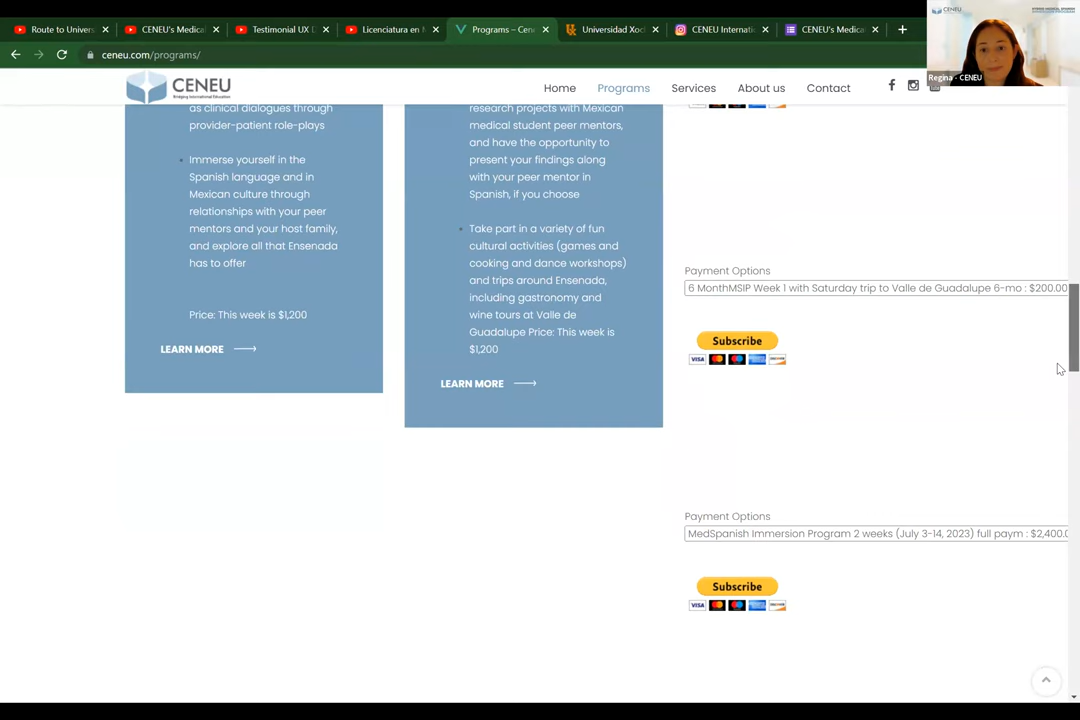 Route to Univers
CENEU's Medical
Testimonial UX D
Licenciatura en M
Programs – Cen
Universidad Xoch
CENEU Internati
CENEU's Medica
ceneu.com/programs/
CENEU
Regina - CENEU
CENEU
Bridging International Education
Home
Programs
Services
About us
Contact
as clinical dialogues through
provider-patient role-plays
Immerse yourself in the
Spanish language and in
Mexican culture through
relationships with your peer
mentors and your host family,
and explore all that Ensenada
has to offer
Price: This week is $1,200
LEARN MORE
research projects with Mexican
medical student peer mentors,
and have the opportunity to
present your findings along
with your peer mentor in
Spanish, if you choose
Take part in a variety of fun
cultural activities (games and
cooking and dance workshops)
and trips around Ensenada,
including gastronomy and
wine tours at Valle de
Guadalupe Price: This week is
$1,200
LEARN MORE
Payment Options
6 MonthMSIP Week 1 with Saturday trip to Valle de Guadalupe 6-mo : $200.00
Subscribe
VISA
Payment Options
MedSpanish Immersion Program 2 weeks (July 3-14, 2023) full paym : $2,400.0
Subscribe
VISA